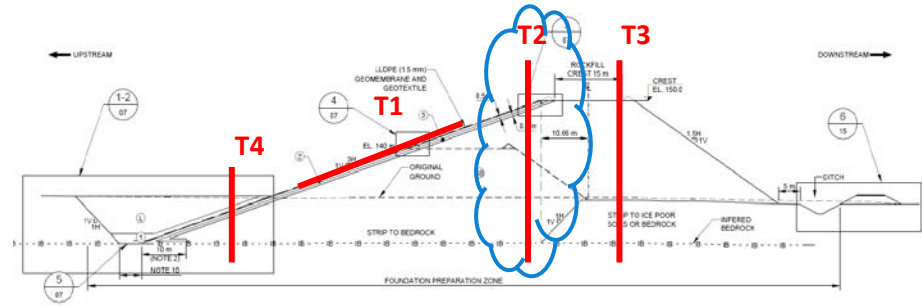 T2
T3
UPSTREAM
DOWNSTREAM
ROCKFILL
CREST 15 m
LLDPE (1.5 mm)
GEOMEMBRANE AND
GEOTEXTILE
CREST
EL. 150.0
1-2
07
4
07
T1
3
6
15
T4
EL. 140 m
10.66 m
1.5H
2
3H
ORIGINAL
GROUND
5 m
DITCH
1V
1H
1H
1V
STRIP TO BEDROCK
STRIP TO ICE POOR
SOILS OR BEDROCK
INFERED
BEDROCK
10 m
(NOTE 2)
NOTE 10
5
07
FOUNDATION PREPARATION ZONE